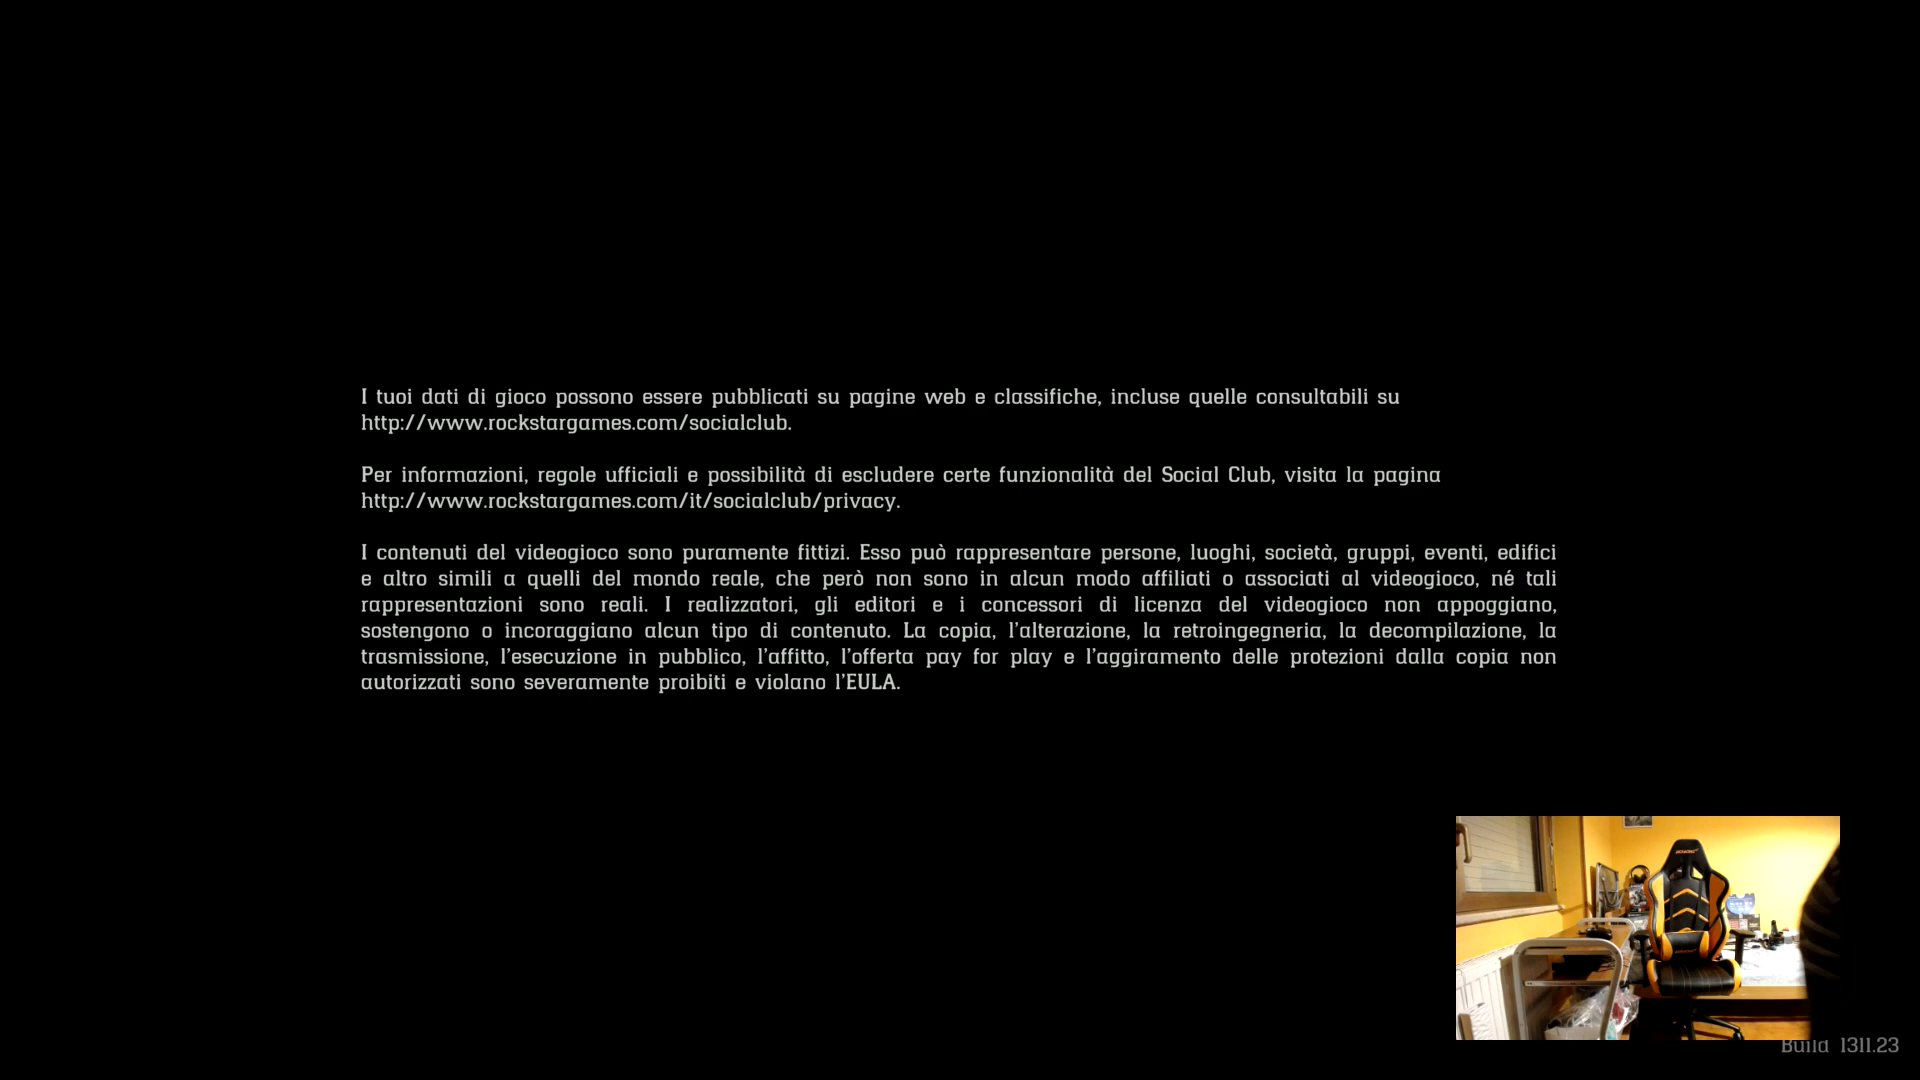 I tuoi dati di gioco possono essere pubblicati su pagine web e classifiche, incluse quelle consultabili su
http://www.rockstargames.com/socialclub.
Per informazioni, regole ufficiali e possibilità di escludere certe funzionalità del Social Club, visita la pagina
http://www.rockstargames.com/it/socialclub/privacy.
I contenuti del videogioco sono puramente fittizi. Esso può rappresentare persone, luoghi, società, gruppi, eventi, edifici
e altro simili a quelli del mondo reale, che però non sono in alcun modo affiliati o associati al videogioco, né tali
rappresentazioni sono reali. I realizzatori, gli editori e i concessori di licenza del videogioco non appoggiano,
sostengono o incoraggiano alcun tipo di contenuto. La copia, l'alterazione, la retroingegneria, la decompilazione, la
trasmissione, l'esecuzione in pubblico, l'affitto, l'offerta pay for play e l'aggiramento delle protezioni dalla copia non
autorizzati sono severamente proibiti e violano l'EULA.
Build 1311.23